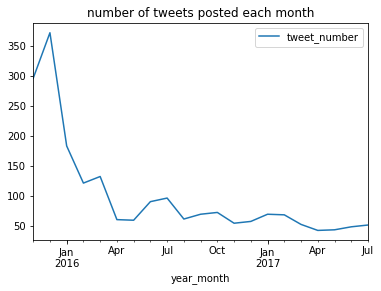 number of tweets posted each month
tweet_number
350
300
250
200
150
100
50
Jan Apr Jul Oct Jan Apr Jul
2016 2017
year_month